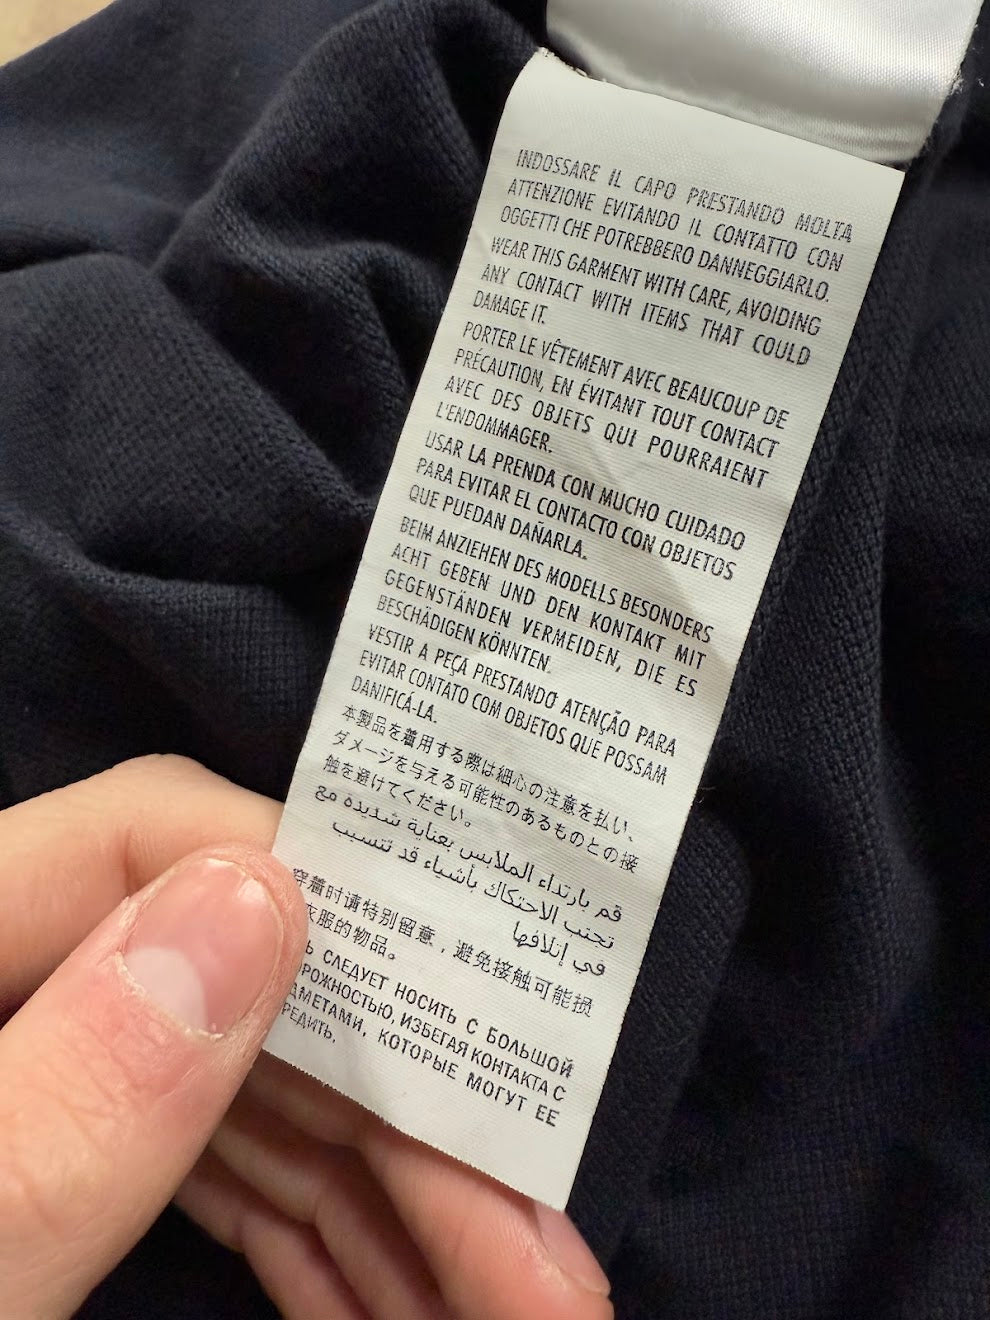 INDOSSARE IL CAPO PRESTANDO MOLTA
ATTENZIONE EVITANDO IL CONTATTO CON
OGGETTI CHE POTREBBERO DANNEGGIARLO.
WEAR THIS GARMENT WITH CARE, AVOIDING
ANY CONTACT WITH ITEMS THAT COULD
DAMAGE IT.
PORTER LE VÊTEMENT AVEC BEAUCOUP DE
PRÉCAUTION, EN ÉVITANT TOUT CONTACT
AVEC DES OBJETS QUI POURRAIENT
L'ENDOMMAGER.
USAR LA PRENDA CON MUCHO CUIDADO
PARA EVITAR EL CONTACTO CON OBJETOS
QUE PUEDAN DAÑARLA.
BEIM ANZIEHEN DES MODELLS BESONDERS
ACHT GEBEN UND DEN KONTAKT MIT
GEGENSTÄNDEN VERMEIDEN, DIE ES
BESCHÄDIGEN KÖNNTEN.
VESTIR A PEÇA PRESTANDO ATENÇÃO PARA
EVITAR CONTATO COM OBJETOS QUE POSSAM
DANIFICÁ-LA.
本製品を着用する際は細心の注意を払い、
ダメージを与える可能性のあるものとの接
触を避けてください。
قم بارتداء الملابس بعناية شديدة مع
تجنب الاحتكاك بأشياء قد تتسبب
في إتلافها
穿着时请特别留意，避免接触可能损
衣服的物品。
СЛЕДУЕТ НОСИТЬ С БОЛЬШОЙ
РОЖНОСТЬЮ, ИЗБЕГАЯ КОНТАКТА С
МЕТАМИ, КОТОРЫЕ МОГУТ ЕЕ
РЕДИТЬ.